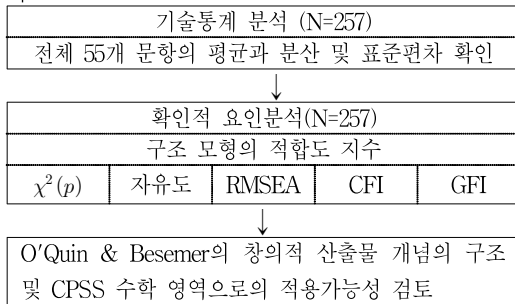 기술통계 분석 (N=257)
전체 55개 문항의 평균과 분산 및 표준편차 확인
확인적 요인분석(N=257)
구조 모형의 적합도 지수
χ²(p) 자유도 RMSEA CFI GFI
O'Quin & Besemer의 창의적 산출물 개념의 구조
및 CPSS 수학 영역으로의 적용가능성 검토